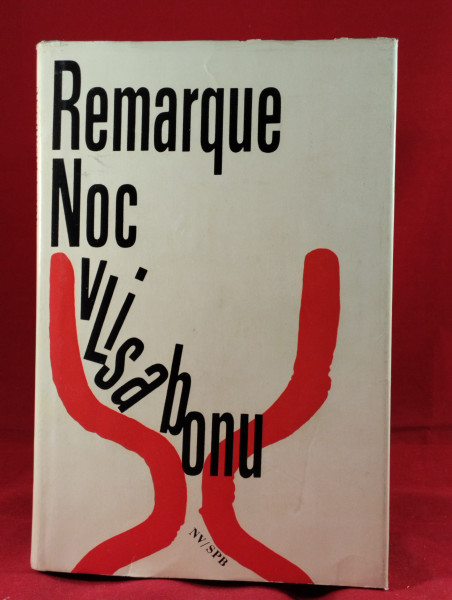 Remarque
Noc
v Lisabonu
NV/SPB